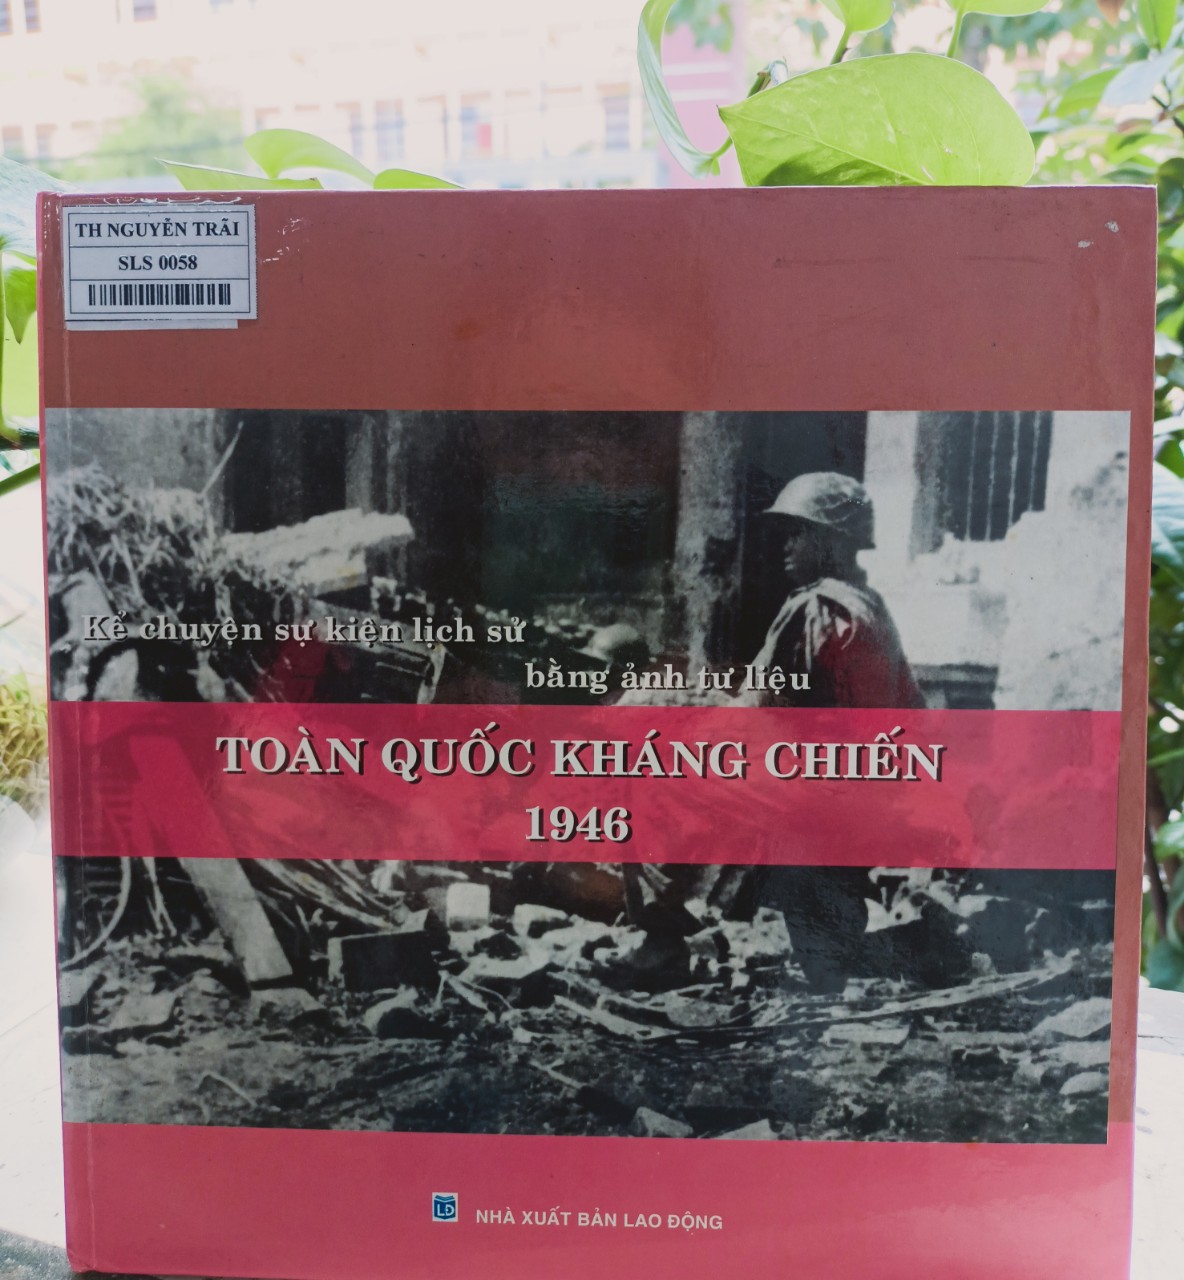 TH NGUYỄN TRÃI
SLS 0058
Kể chuyện sự kiện lịch sử
bằng ảnh tư liệu
TOÀN QUỐC KHÁNG CHIẾN
1946
LĐ
NHÀ XUẤT BẢN LAO ĐỘNG